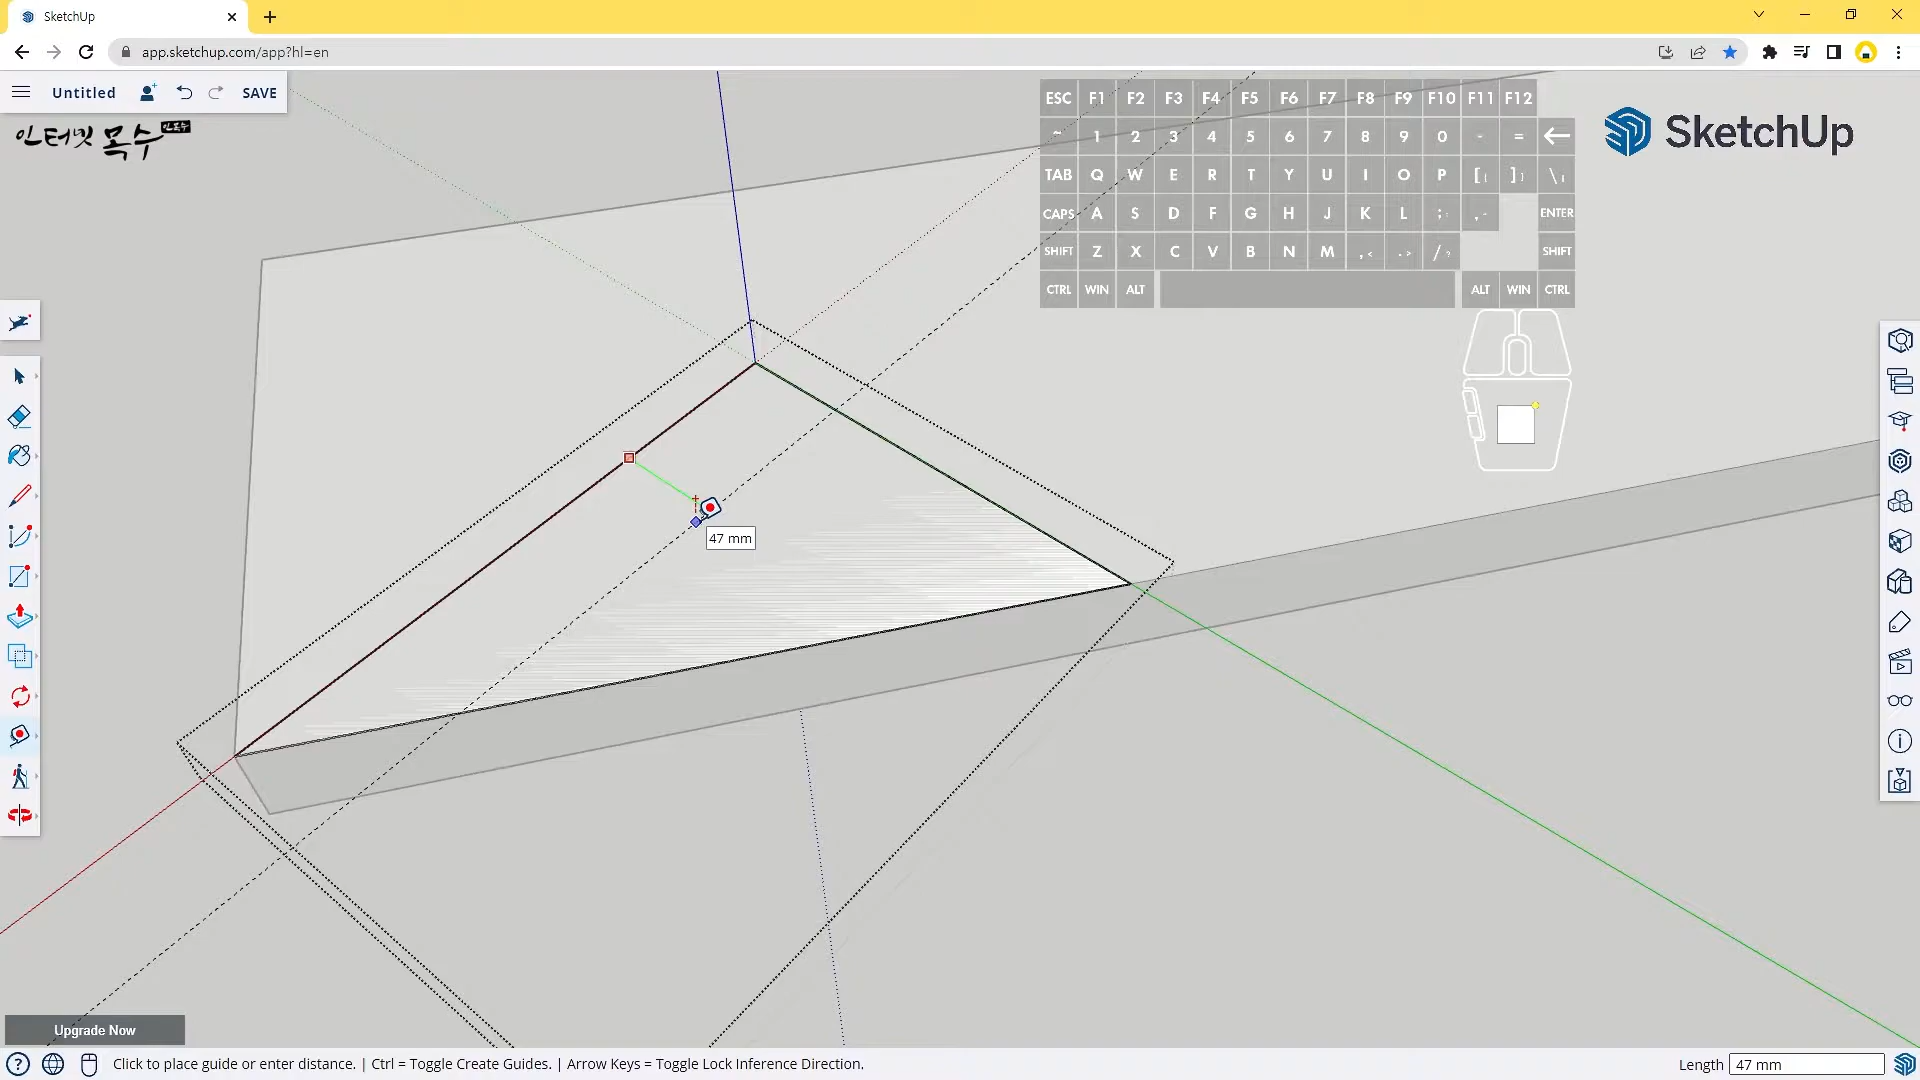 SketchUp
app.sketchup.com/app?hl=en
Untitled
SAVE
인터넷 목수
SketchUp
ESC F1 F2 F3 F4 F5 F6 F7 F8 F9 F10 F11 F12
~ 1 2 3 4 5 6 7 8 9 0 - =
TAB Q W E R T Y U I O P [ ] \
CAPS A S D F G H J K L ; ENTER
SHIFT Z X C V B N M , < . > / ? SHIFT
CTRL WIN ALT ALT WIN CTRL
47 mm
Upgrade Now
Click to place guide or enter distance. | Ctrl = Toggle Create Guides. | Arrow Keys = Toggle Lock Inference Direction.
Length 47 mm